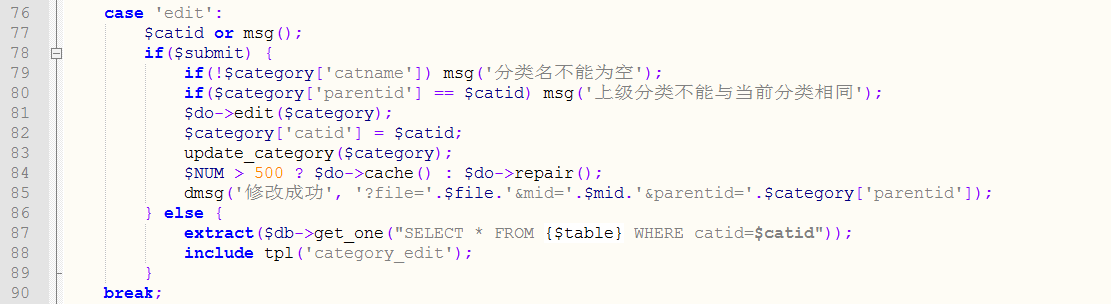 76 case 'edit':
77 $catid or msg();
78 if($submit) {
79 if(!$category['catname']) msg('分类名不能为空');
80 if($category['parentid'] == $catid) msg('上级分类不能与当前分类相同');
81 $do->edit($category);
82 $category['catid'] = $catid;
83 update_category($category);
84 $NUM > 500 ? $do->cache() : $do->repair();
85 dmsg('修改成功', '?file='.$file.'&mid='.$mid.'&parentid='.$category['parentid']);
86 } else {
87 extract($db->get_one("SELECT * FROM {$table} WHERE catid=$catid"));
88 include tpl('category_edit');
89 }
90 break;